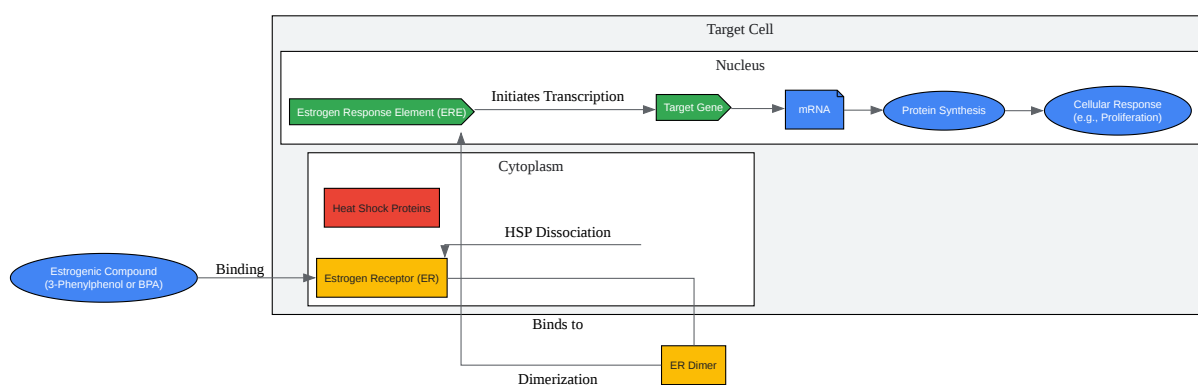 Target Cell
Nucleus
Estrogen Response Element (ERE)
Initiates Transcription
Target Gene
mRNA
Protein Synthesis
Cellular Response
(e.g., Proliferation)
Cytoplasm
Heat Shock Proteins
HSP Dissociation
Estrogenic Compound
(3-Phenylphenol or BPA)
Binding
Estrogen Receptor (ER)
Binds to
ER Dimer
Dimerization